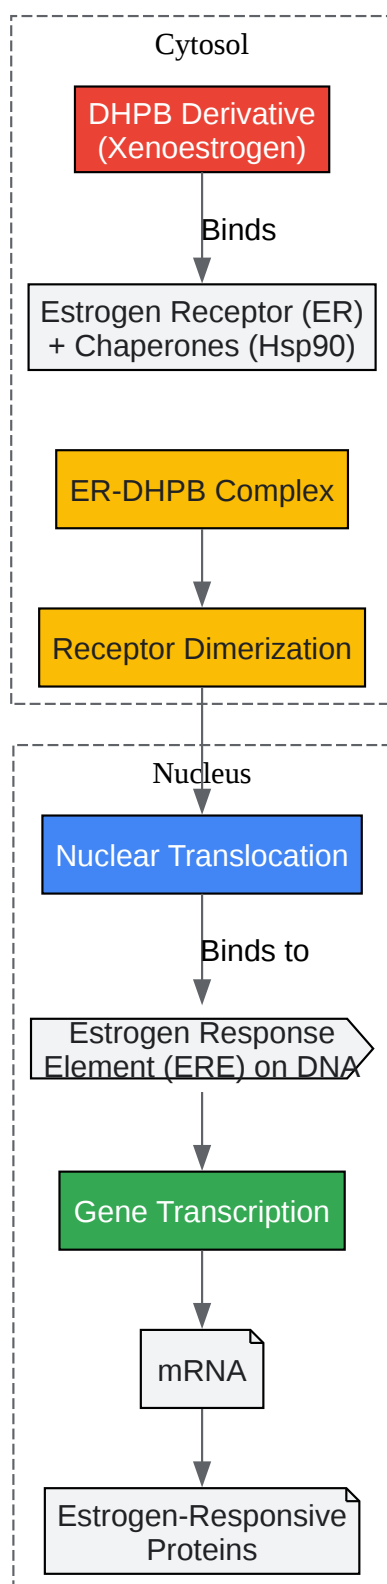 Cytosol
DHPB Derivative
(Xenoestrogen)
Binds
Estrogen Receptor (ER)
+ Chaperones (Hsp90)
ER-DHPB Complex
Receptor Dimerization
Nucleus
Nuclear Translocation
Binds to
Estrogen Response
Element (ERE) on DNA
Gene Transcription
mRNA
Estrogen-Responsive
Proteins